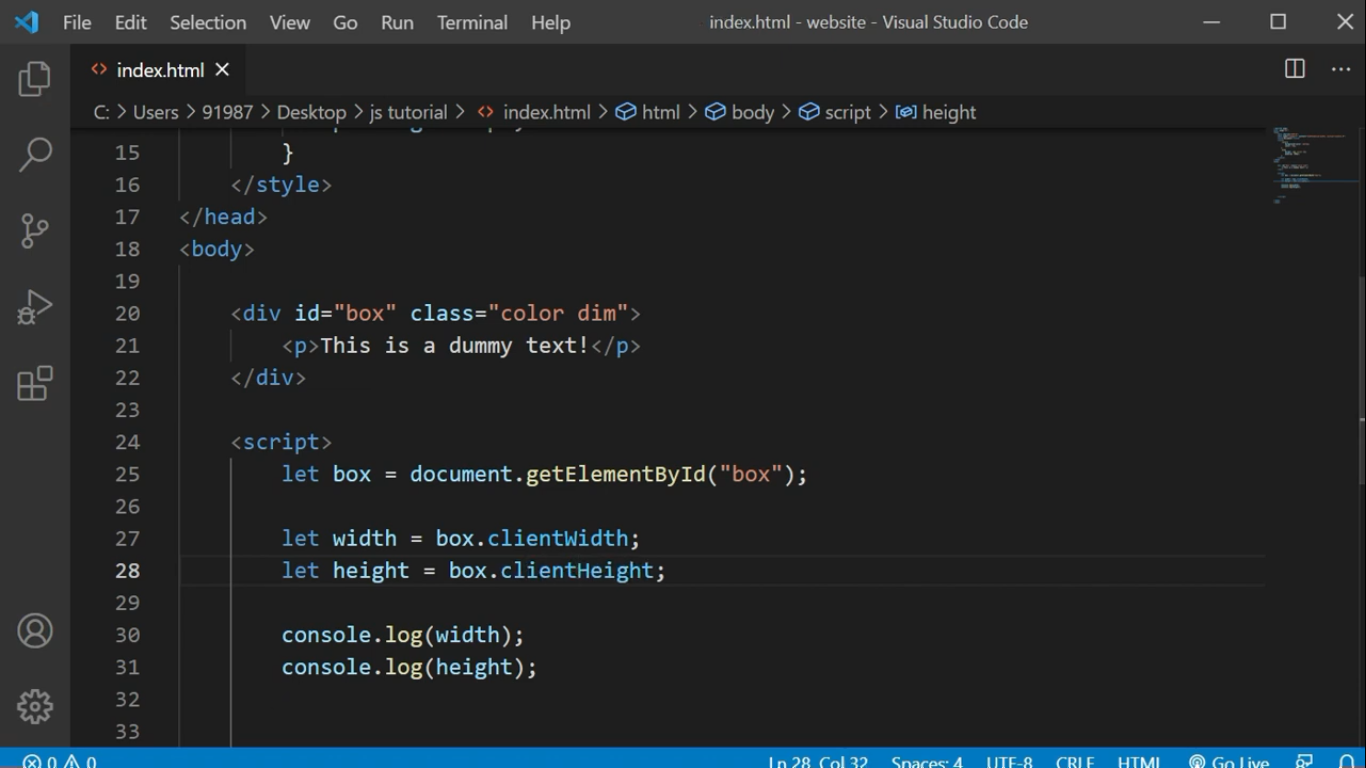 File Edit Selection View Go Run Terminal Help index.html - website - Visual Studio Code
index.html
C: > Users > 91987 > Desktop > js tutorial > index.html > html > body > script > height
15 }
16 </style>
17 </head>
18 <body>
19
20 <div id="box" class="color dim">
21 <p>This is a dummy text!</p>
22 </div>
23
24 <script>
25 let box = document.getElementById("box");
26
27 let width = box.clientWidth;
28 let height = box.clientHeight;
29
30 console.log(width);
31 console.log(height);
32
33
0 0 Ln 28, Col 32 Spaces: 4 UTF-8 CRLF HTML Go Live